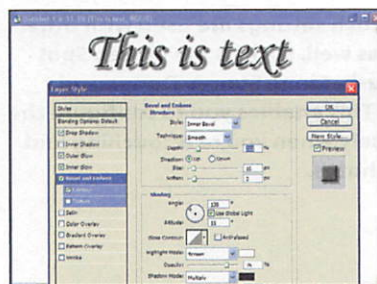 This is text
Layer Style
Styles
Bevel and Emboss
Structure
Blending Options: Default
Style: Inner Bevel
OK
Drop Shadow
Technique: Smooth
Cancel
Inner Shadow
Depth:
New Style...
Outer Glow
Direction: Up Down
Preview
Inner Glow
Size: px
Bevel and Emboss
Soften: px
Contour
Shading
Texture
Angle:
Satin
Use Global Light
Color Overlay
Altitude:
Gradient Overlay
Gloss Contour: Anti-aliased
Pattern Overlay
Highlight Mode: Screen
Stroke
Opacity: %
Shadow Mode: Multiply